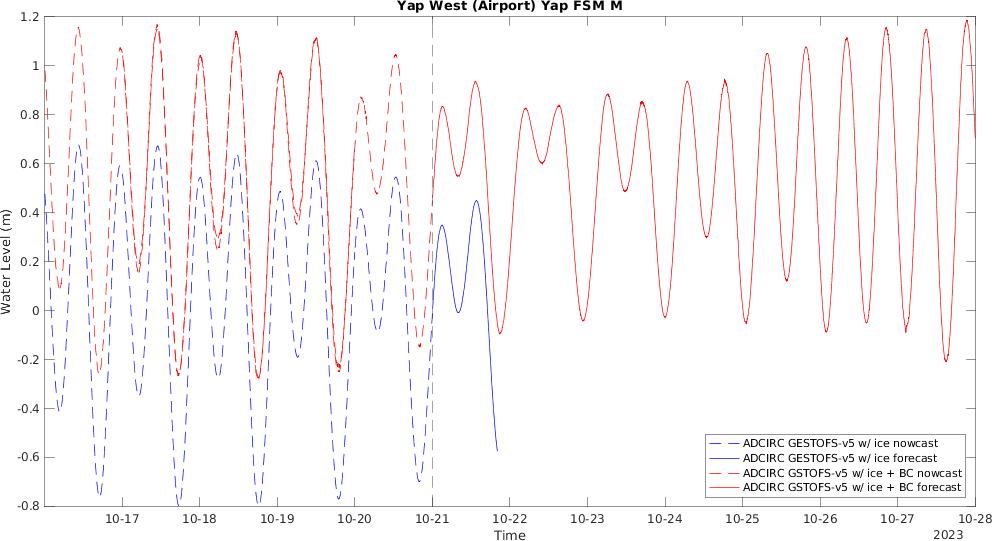 Yap West (Airport) Yap FSM M
1.2
1
0.8
0.6
0.4
0.2
0
-0.2
-0.4
-0.6
-0.8
Water Level (m)
ADCIRC GESTOFS-v5 w/ ice nowcast
ADCIRC GESTOFS-v5 w/ ice forecast
ADCIRC GSTOFS-v5 w/ ice + BC nowcast
ADCIRC GSTOFS-v5 w/ ice + BC forecast
10-17 10-18 10-19 10-20 10-21 10-22 10-23 10-24 10-25 10-26 10-27 10-28
Time
2023